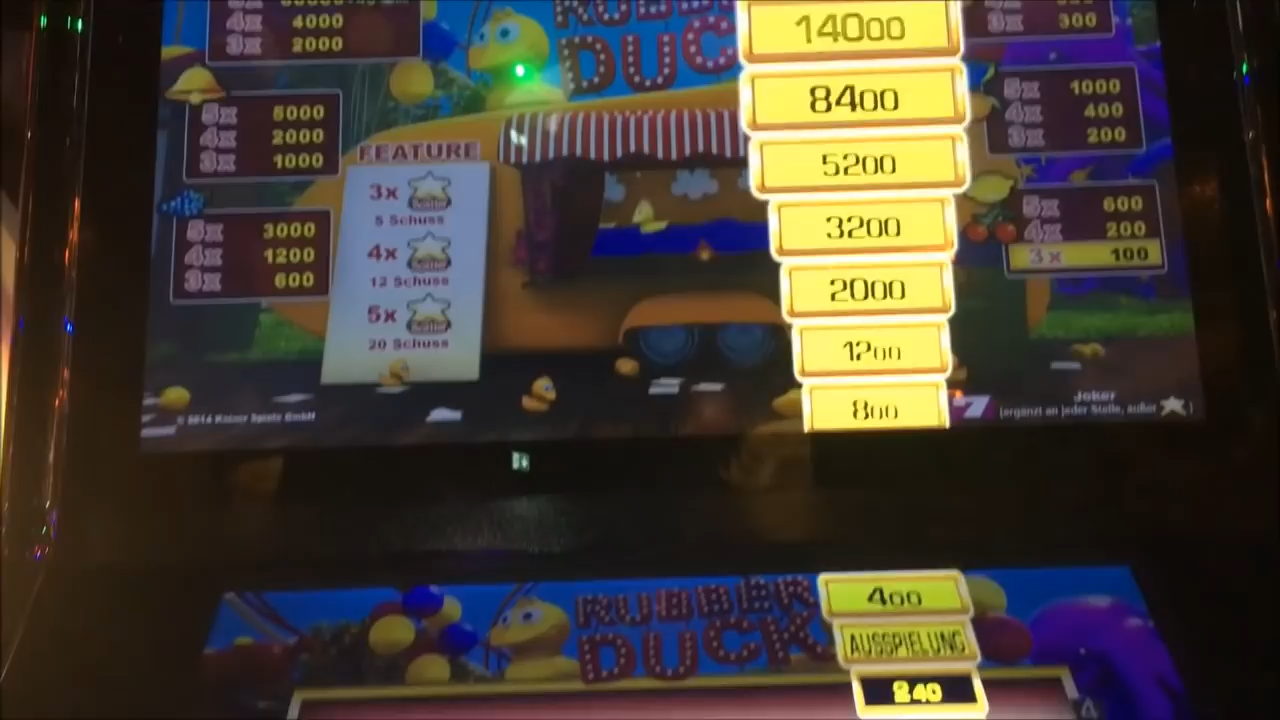 4x 4000
3x 2000
RUBBER
DUCK
14000
8400
5200
3200
2000
1200
800
300
5x 5000
4x 2000
3x 1000
5x 1000
4x 400
3x 200
FEATURE
3x
5 Schuss
4x
12 Schuss
5x
20 Schuss
5x 3000
4x 1200
3x 600
5x 600
4x 200
3x 100
© 2014 Kaiser Spiele GmbH
7
Joker
(ergänzt an jeder Stelle, außer )
RUBBER
DUCK
400
AUSSPIELUNG
240